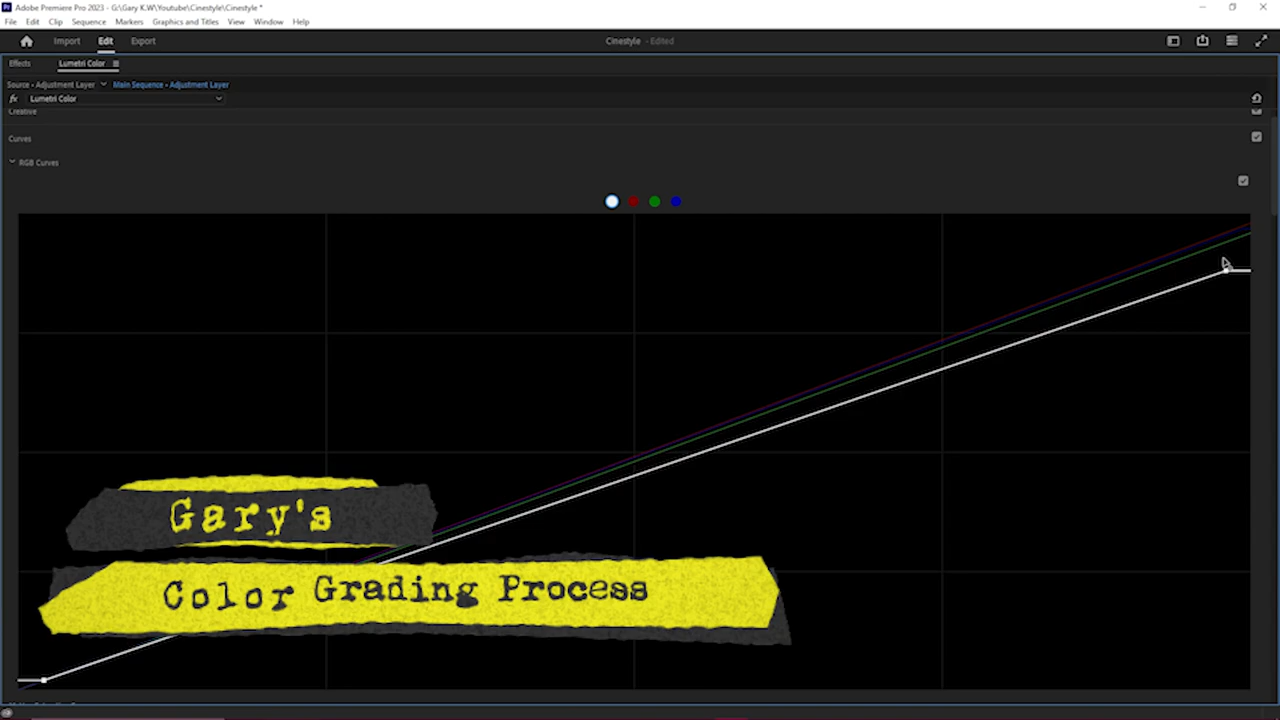 Adobe Premiere Pro 2023 - G:\Gary K.W\Youtube\Cinestyle\Cinestyle *
File Edit Clip Sequence Markers Graphics and Titles View Window Help
Import Edit Export Cinestyle - Edited
Effects Lumetri Color
Source - Adjustment Layer Main Sequence - Adjustment Layer
fx Lumetri Color
Creative
Curves
RGB Curves
Gary's
Color Grading Process